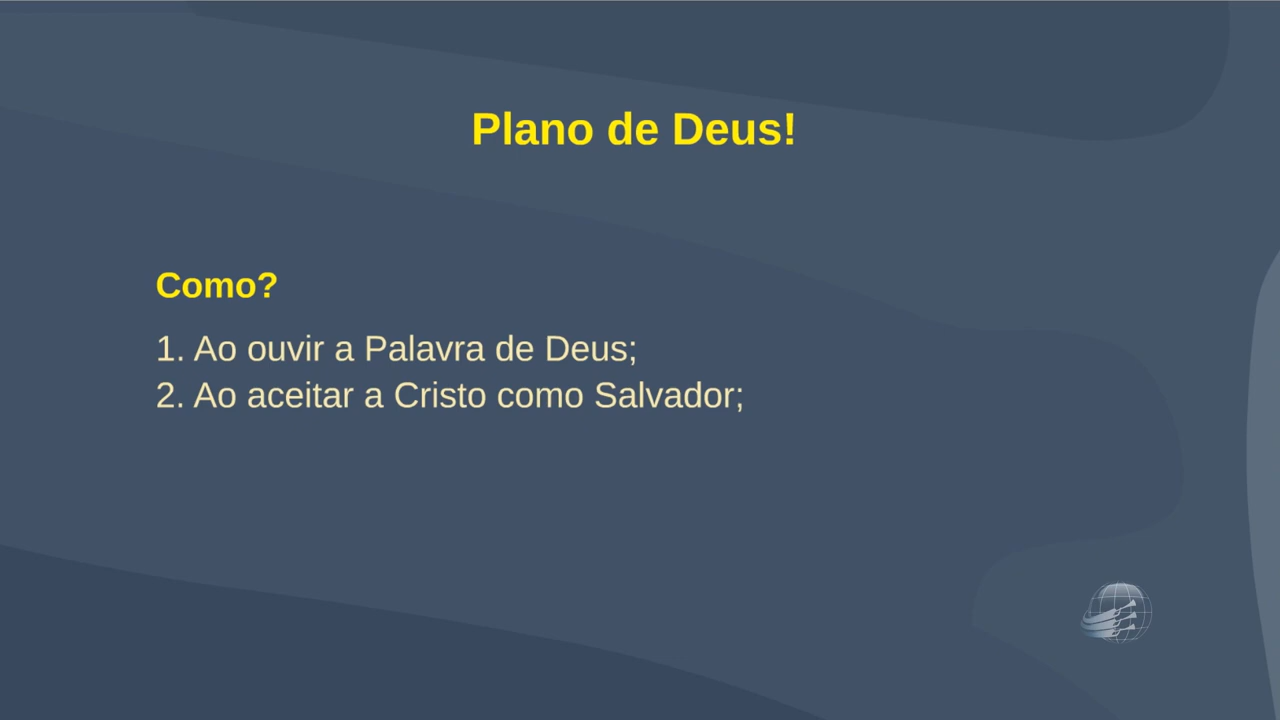 Plano de Deus!
Como?
1. Ao ouvir a Palavra de Deus;
2. Ao aceitar a Cristo como Salvador;